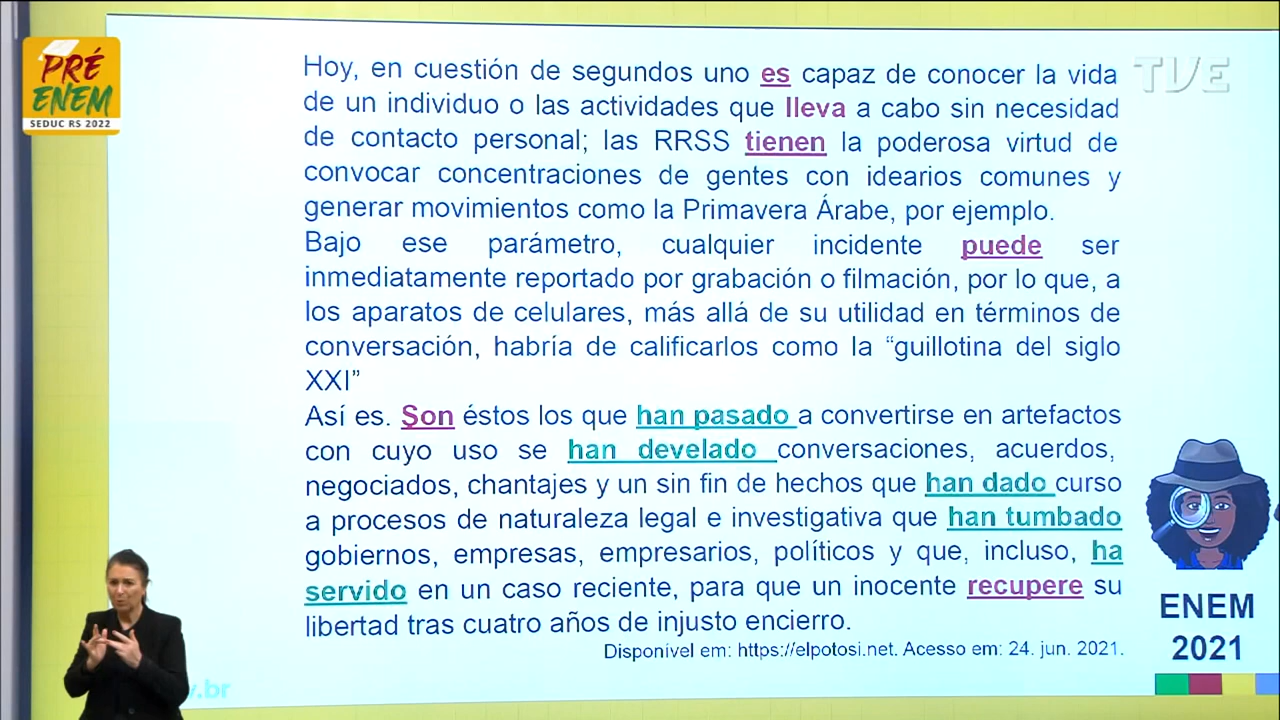 PRÉ
ENEM
SEDUC RS 2022
TVE
Hoy, en cuestión de segundos uno es capaz de conocer la vida
de un individuo o las actividades que lleva a cabo sin necesidad
de contacto personal; las RRSS tienen la poderosa virtud de
convocar concentraciones de gentes con idearios comunes y
generar movimientos como la Primavera Árabe, por ejemplo.
Bajo ese parámetro, cualquier incidente puede ser
inmediatamente reportado por grabación o filmación, por lo que, a
los aparatos de celulares, más allá de su utilidad en términos de
conversación, habría de calificarlos como la “guillotina del siglo
XXI”
Así es. Son éstos los que han pasado a convertirse en artefactos
con cuyo uso se han develado conversaciones, acuerdos,
negociados, chantajes y un sin fin de hechos que han dado curso
a procesos de naturaleza legal e investigativa que han tumbado
gobiernos, empresas, empresarios, políticos y que, incluso, ha
servido en un caso reciente, para que un inocente recupere su
libertad tras cuatro años de injusto encierro.
Disponível em: https://elpotosi.net. Acesso em: 24. jun. 2021.
ENEM
2021
.br